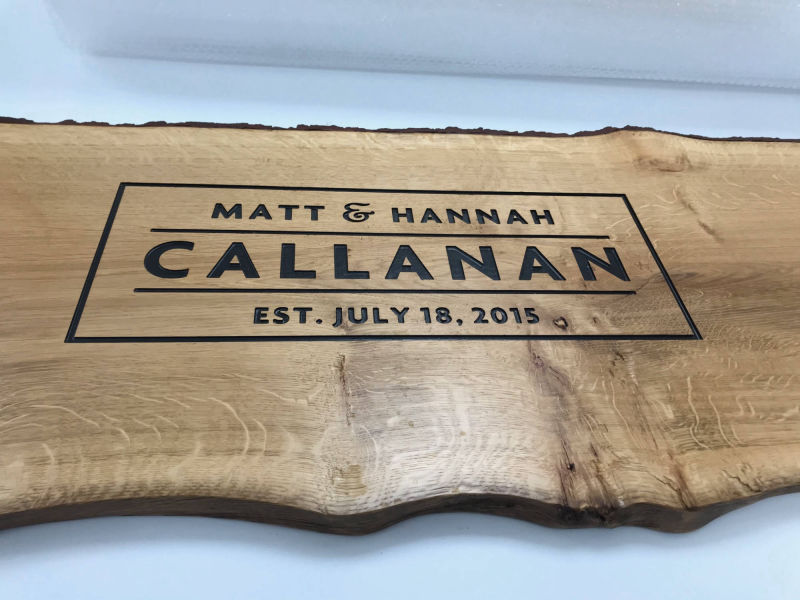 MATT & HANNAH
CALLANAN
EST. JULY 18, 2015